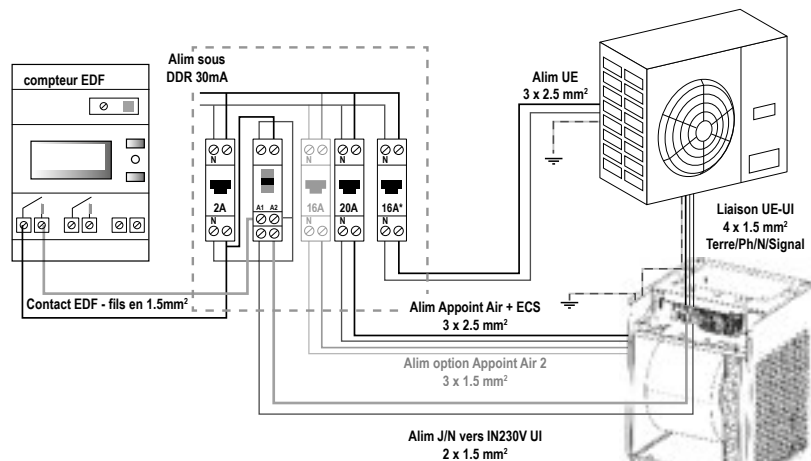 Alim sous
DDR 30mA
compteur EDF
Alim UE
3 x 2.5 mm²
N
N
N
N
2A
A1 A2
16A
20A
16A*
N
N
Liaison UE-UI
4 x 1.5 mm²
Terre/Ph/N/Signal
Contact EDF - fils en 1.5mm²
Alim Appoint Air + ECS
3 x 2.5 mm²
Alim option Appoint Air 2
3 x 1.5 mm²
Alim J/N vers IN230V UI
2 x 1.5 mm²